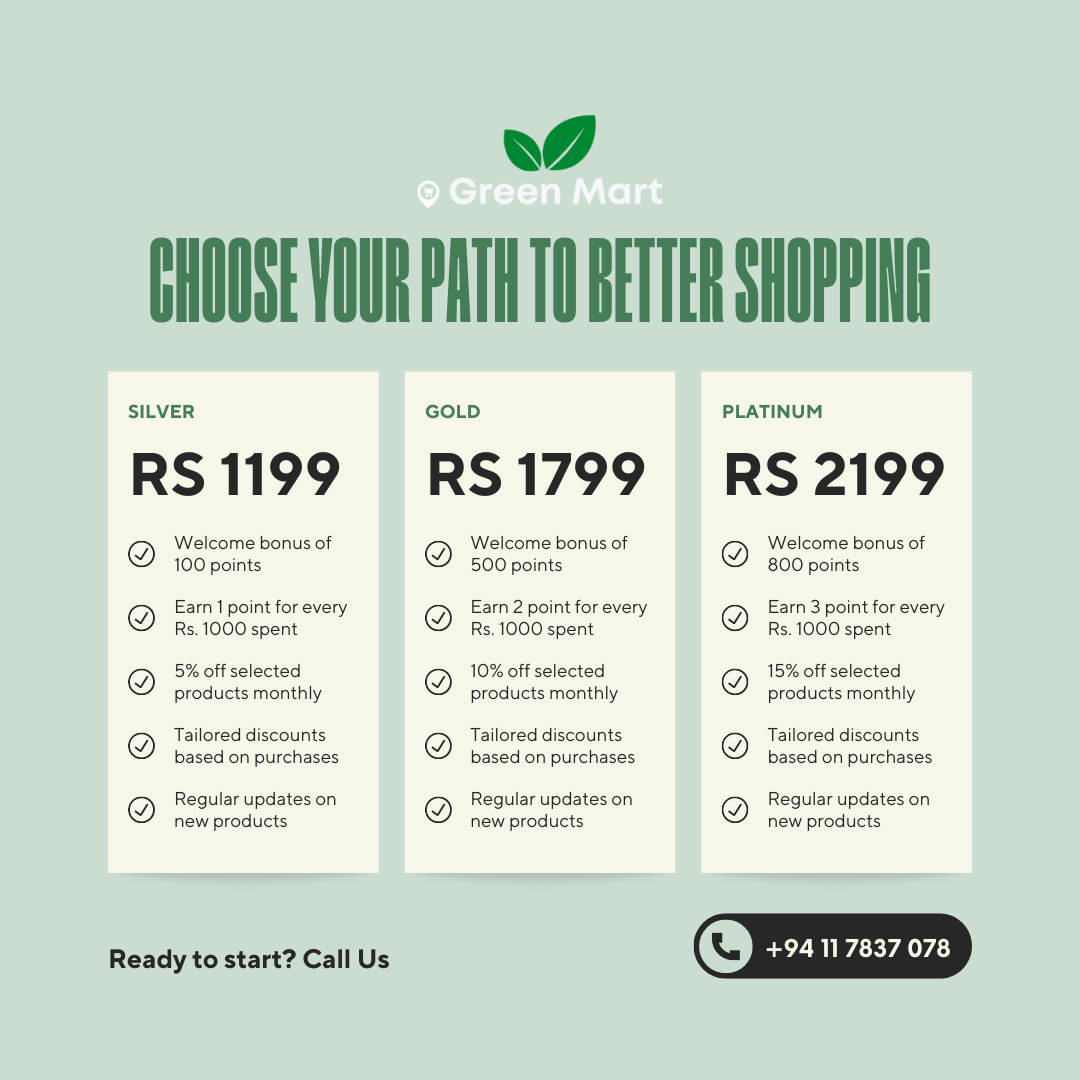 Green Mart
CHOOSE YOUR PATH TO BETTER SHOPPING
SILVER
RS 1199
Welcome bonus of
100 points
Earn 1 point for every
Rs. 1000 spent
5% off selected
products monthly
Tailored discounts
based on purchases
Regular updates on
new products
GOLD
RS 1799
Welcome bonus of
500 points
Earn 2 point for every
Rs. 1000 spent
10% off selected
products monthly
Tailored discounts
based on purchases
Regular updates on
new products
PLATINUM
RS 2199
Welcome bonus of
800 points
Earn 3 point for every
Rs. 1000 spent
15% off selected
products monthly
Tailored discounts
based on purchases
Regular updates on
new products
Ready to start? Call Us
+94 11 7837 078